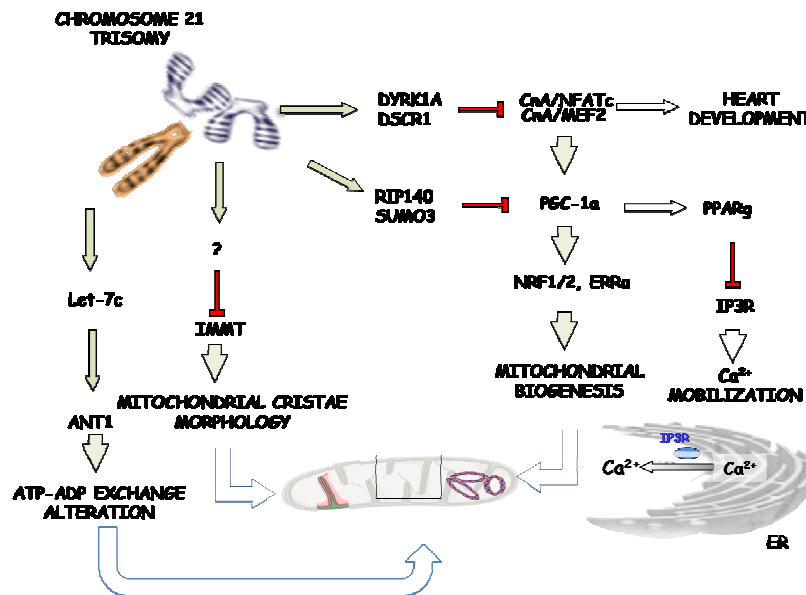 CHROMOSOME 21
TRISOMY
DYRK1A
DSCR1
CnA/NFATc
CnA/MEF2
HEART
DEVELOPMENT
RIP140
SUMO3
PGC-1a
PPARg
?
NRF1/2, ERRa
Let-7c
IMMT
IP3R
MITOCHONDRIAL
BIOGENESIS
Ca²⁺
MOBILIZATION
MITOCHONDRIAL CRISTAE
MORPHOLOGY
ANT1
IP3R
Ca²⁺
Ca²⁺
ATP-ADP EXCHANGE
ALTERATION
ER